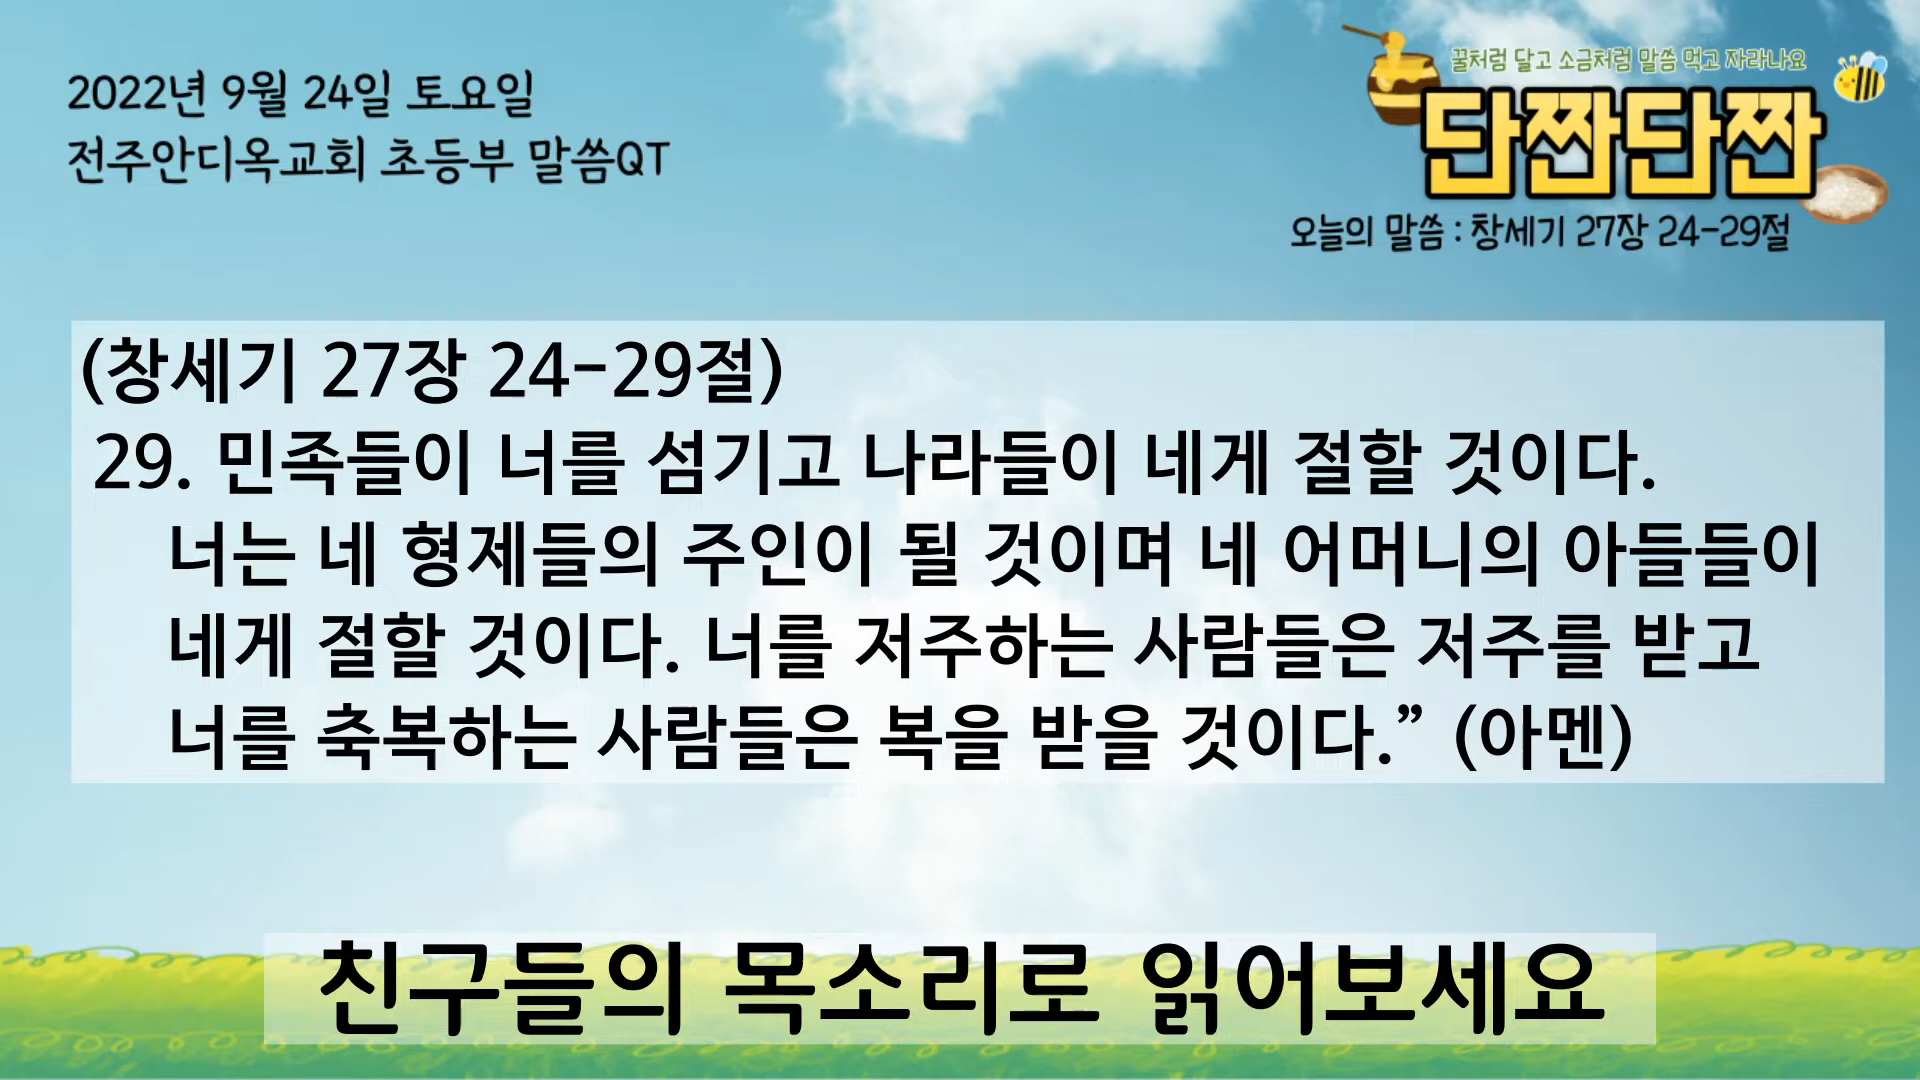 2022년 9월 24일 토요일
전주안디옥교회 초등부 말씀QT
꿀처럼 달고 소금처럼 말씀 먹고 자라나요
단짠단짠
오늘의 말씀 : 창세기 27장 24-29절
(창세기 27장 24-29절)
29. 민족들이 너를 섬기고 나라들이 네게 절할 것이다.
너는 네 형제들의 주인이 될 것이며 네 어머니의 아들들이
네게 절할 것이다. 너를 저주하는 사람들은 저주를 받고
너를 축복하는 사람들은 복을 받을 것이다.” (아멘)
친구들의 목소리로 읽어보세요